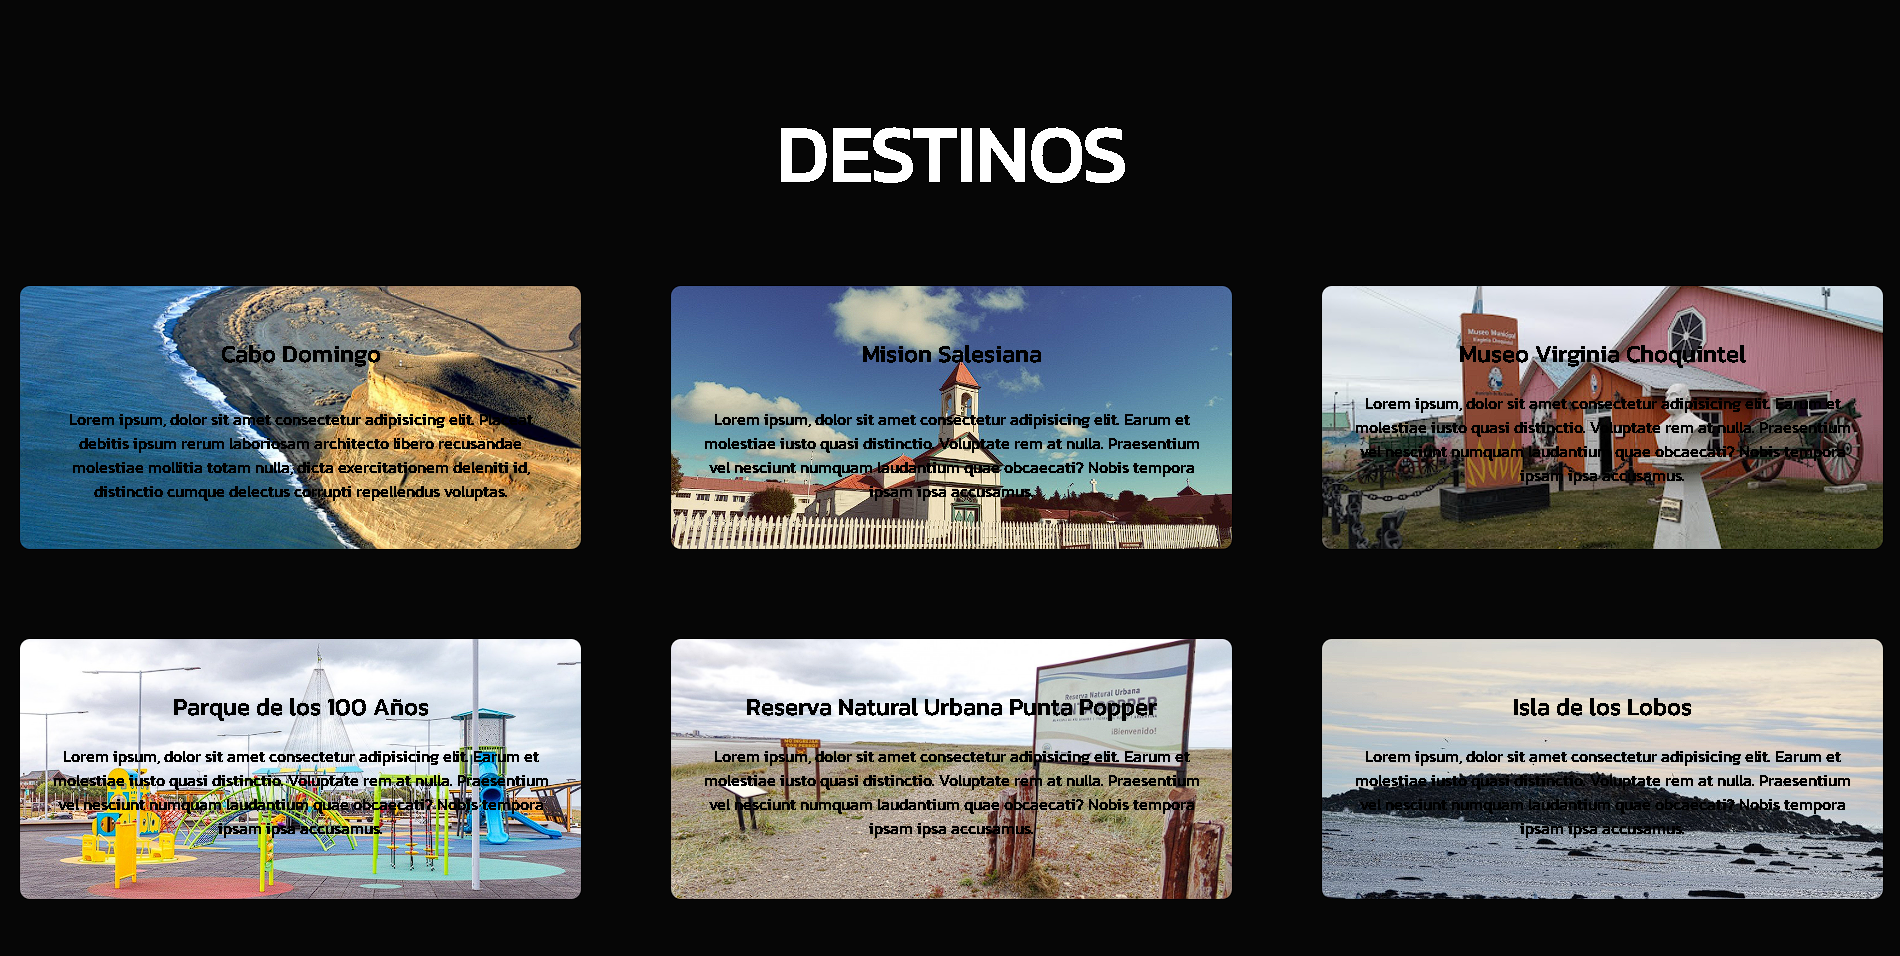 DESTINOS
Cabo Domingo
Lorem ipsum, dolor sit amet consectetur adipisicing elit.
debitis ipsum rerum laboriosam architecto libero recusandae
molestiae mollitia totam nulla, dicta exercitationem deleniti id,
distinctio cumque delectus corrupti repellendus voluptas.
Mision Salesiana
Lorem ipsum, dolor sit amet consectetur adipisicing elit. Earum et
molestiae iusto quasi distinctio. Voluptate rem at nulla. Praesentium
vel nesciunt numquam laudantium quae obcaecati? Nobis tempora
ipsam ipsa accusamus.
Museo Municipal
Virginia Choquintel
Museo Virginia Choquintel
Lorem ipsum, dolor sit amet consectetur adipisicing elit. Earum et
molestiae iusto quasi distinctio. Voluptate rem at nulla. Praesentium
vel nesciunt numquam laudantium quae obcaecati? Nobis tempora
ipsam ipsa accusamus.
Parque de los 100 Años
Lorem ipsum, dolor sit amet consectetur adipisicing elit. Earum et
molestiae iusto quasi distinctio. Voluptate rem at nulla. Praesentium
vel nesciunt numquam laudantium quae obcaecati? Nobis tempora
ipsam ipsa accusamus.
Reserva Natural Urbana
Reserva Natural Urbana Punta Popper
¡Bienvenido!
Lorem ipsum, dolor sit amet consectetur adipisicing elit. Earum et
molestiae iusto quasi distinctio. Voluptate rem at nulla. Praesentium
vel nesciunt numquam laudantium quae obcaecati? Nobis tempora
ipsam ipsa accusamus.
Isla de los Lobos
Lorem ipsum, dolor sit amet consectetur adipisicing elit. Earum et
molestiae iusto quasi distinctio. Voluptate rem at nulla. Praesentium
vel nesciunt numquam laudantium quae obcaecati? Nobis tempora
ipsam ipsa accusamus.